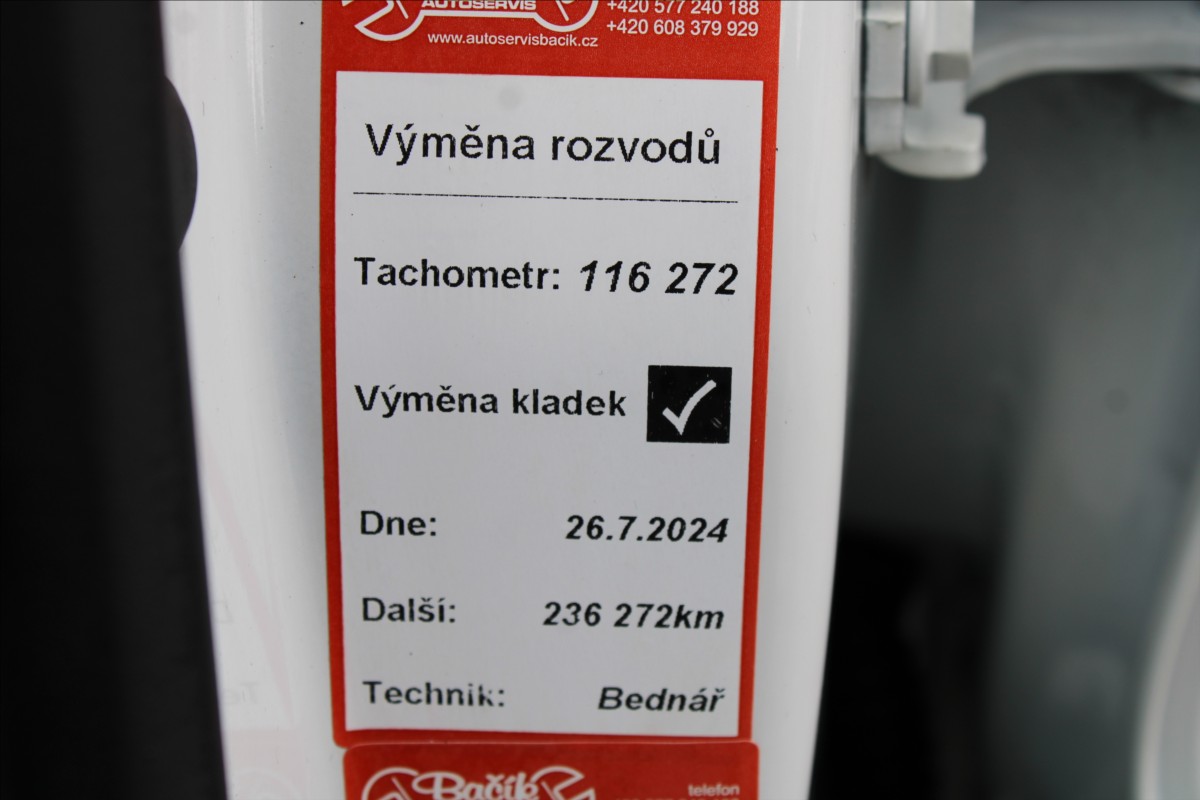 AUTOSERVIS
+420 577 240 188
+420 608 379 929
www.autoservisbacik.cz
Výměna rozvodů
Tachometr: 116 272
Výměna kladek
Dne: 26.7.2024
Další: 236 272km
Technik: Bednář
Bačík
telefon